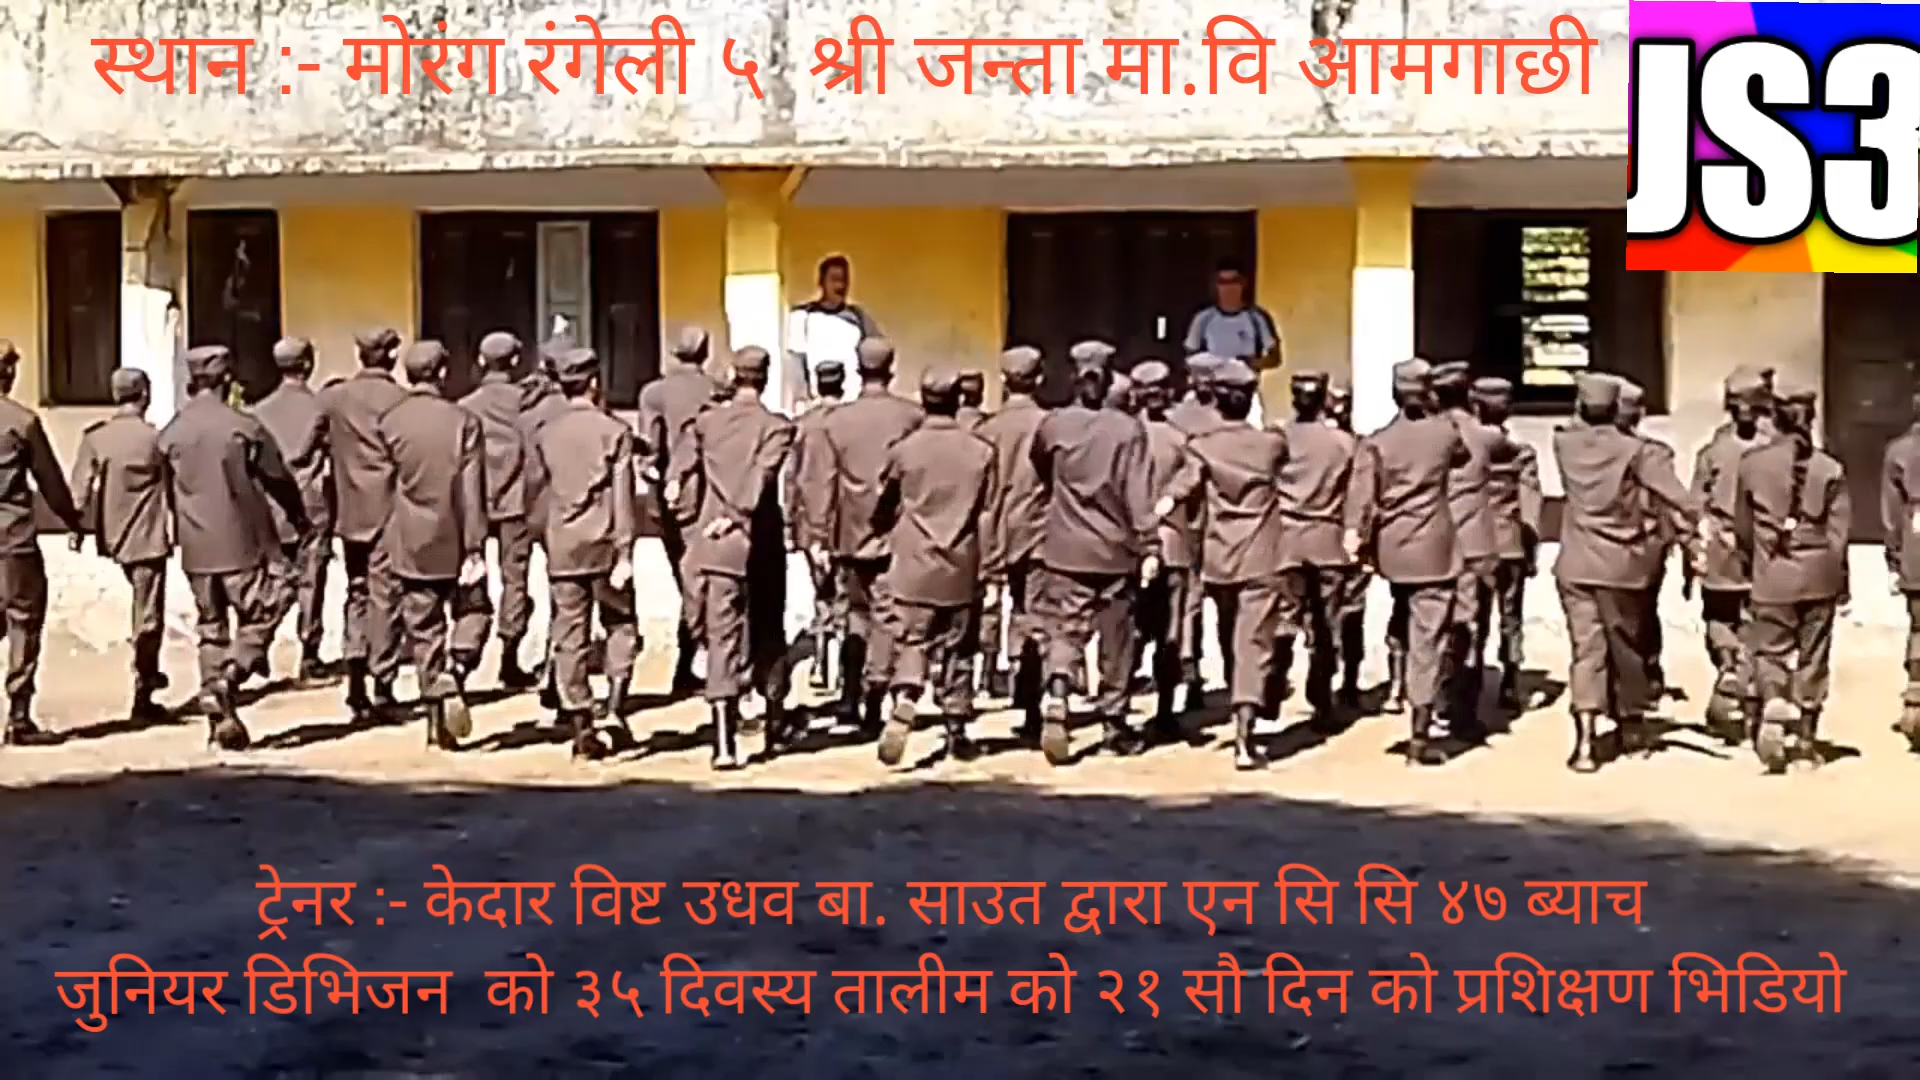 स्थान :- मोरंग रंगेली ५ श्री जन्ता मा.वि आमगाछी
JS3
ट्रेनर :- केदार विष्ट उधव बा. साउत द्वारा एन सि सि ४७ ब्याच
जुनियर डिभिजन को ३५ दिवस्य तालीम को २१ सौ दिन को प्रशिक्षण भिडियो